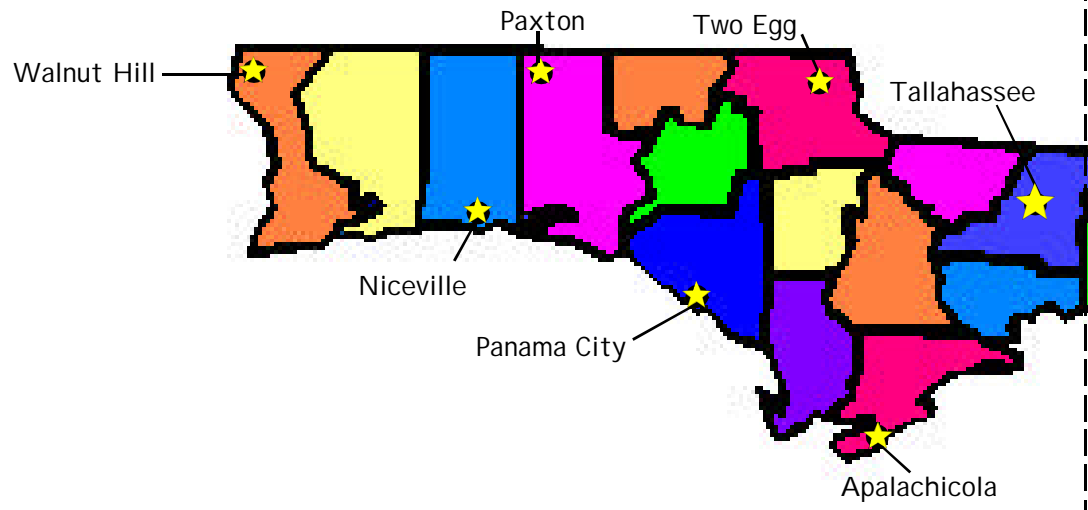 Paxton
Two Egg
Walnut Hill
Tallahassee
Niceville
Panama City
Apalachicola